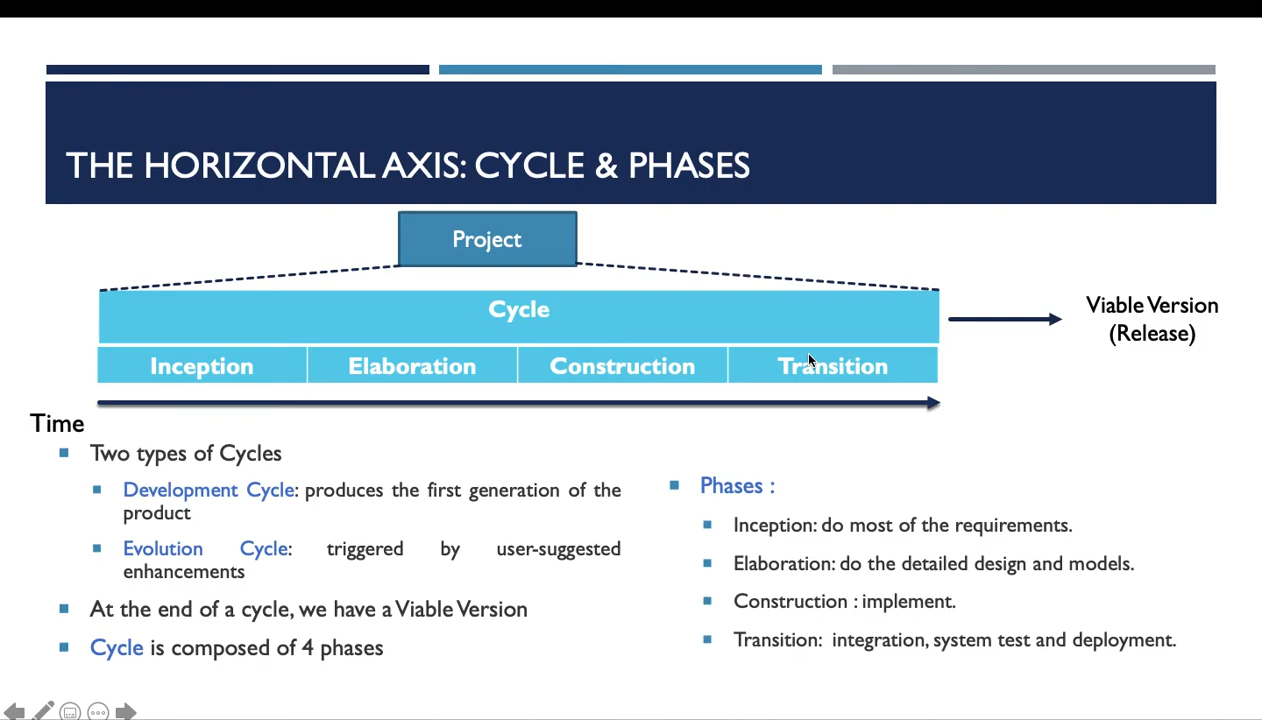 THE HORIZONTAL AXIS: CYCLE & PHASES
Project
Cycle
Viable Version
(Release)
Inception Elaboration Construction Transition
Time
Two types of Cycles
Development Cycle: produces the first generation of the
product
Evolution Cycle: triggered by user-suggested
enhancements
At the end of a cycle, we have a Viable Version
Cycle is composed of 4 phases
Phases :
Inception: do most of the requirements.
Elaboration: do the detailed design and models.
Construction : implement.
Transition: integration, system test and deployment.